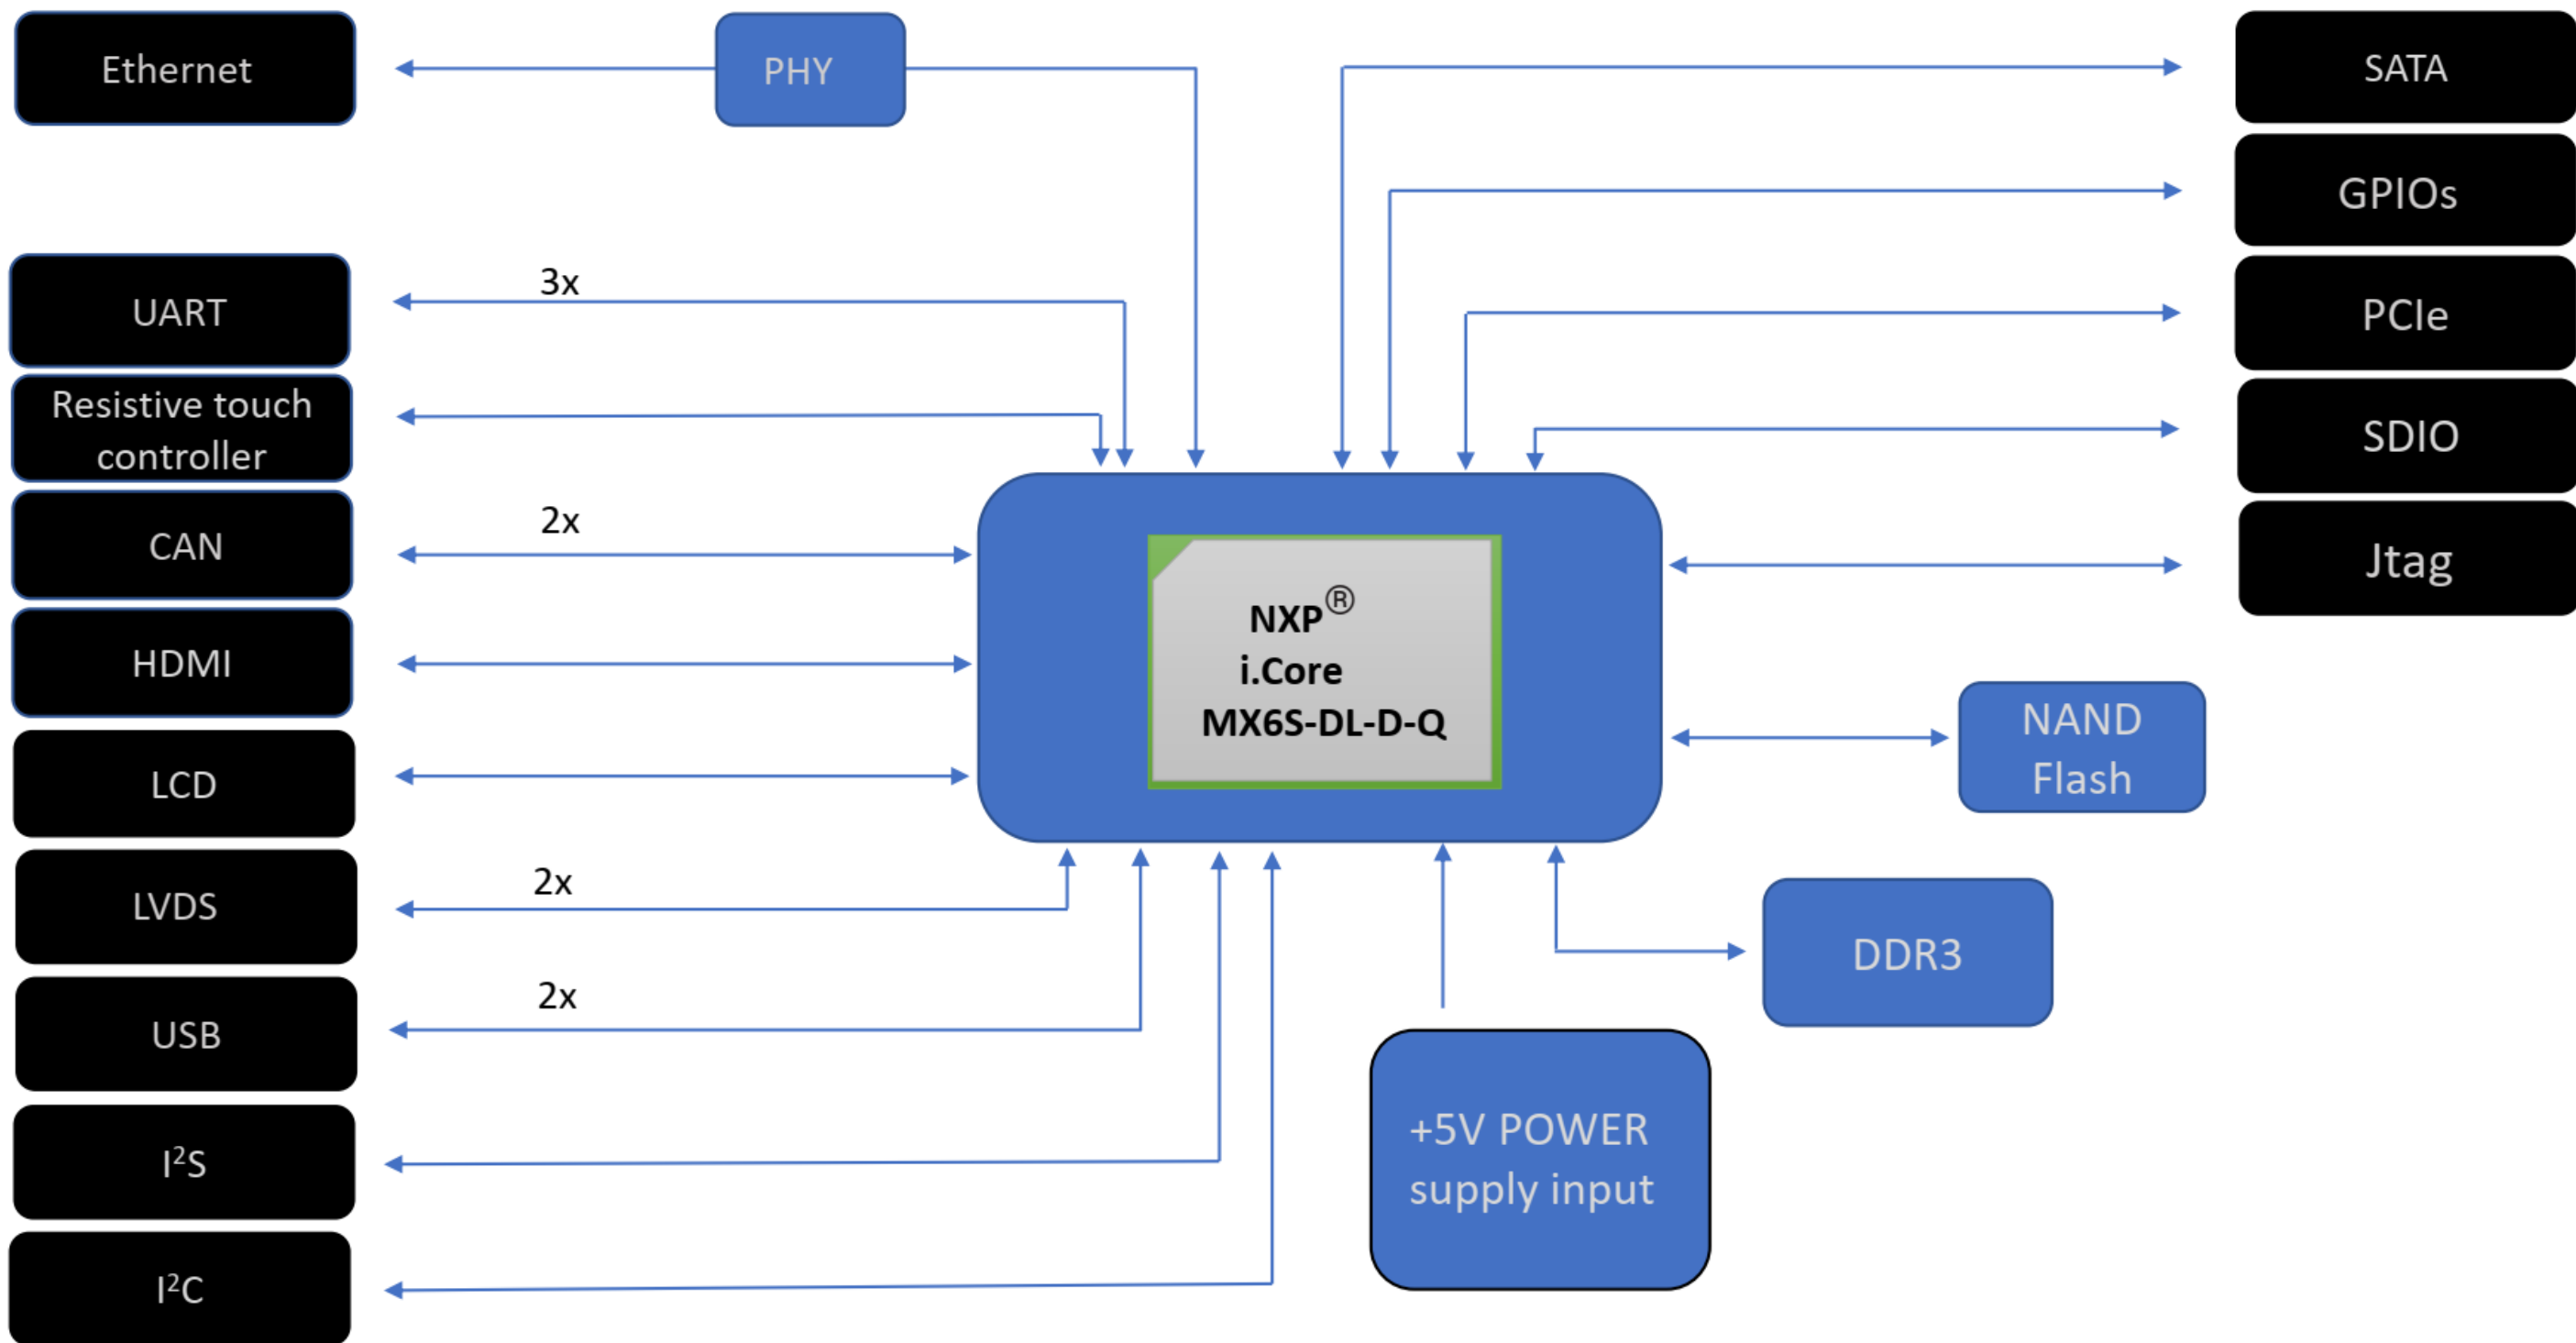 Ethernet
PHY
SATA
GPIOs
3x
UART
PCIe
Resistive touch
controller
SDIO
2x
CAN
Jtag
NXP®
i.Core
MX6S-DL-D-Q
HDMI
LCD
NAND
Flash
2x
LVDS
DDR3
2x
USB
+5V POWER
supply input
I²S
I²C